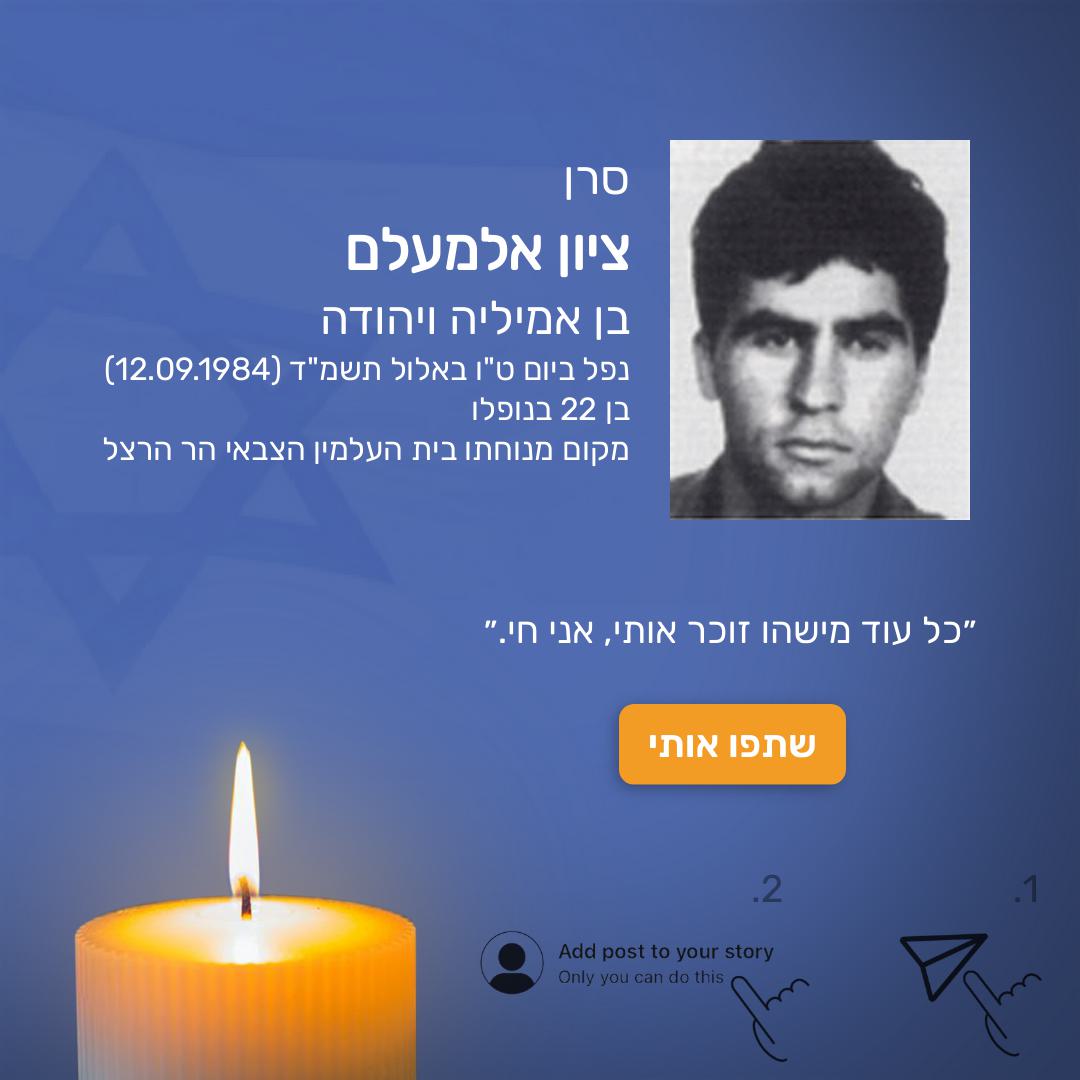 סרן
ציון אלמעלם
בן אמיליה ויהודה
נפל ביום ט"ו באלול תשמ"ד (12.09.1984)
בן 22 בנופלו
מקום מנוחתו בית העלמין הצבאי הר הרצל
״כל עוד מישהו זוכר אותי, אני חי.״
שתפו אותי
1.
2.
Add post to your story
Only you can do this